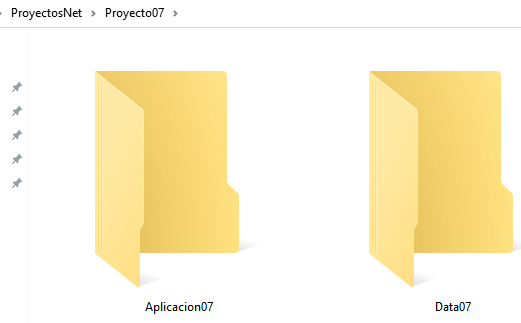 ProyectosNet > Proyecto07 >
Aplicacion07
Data07